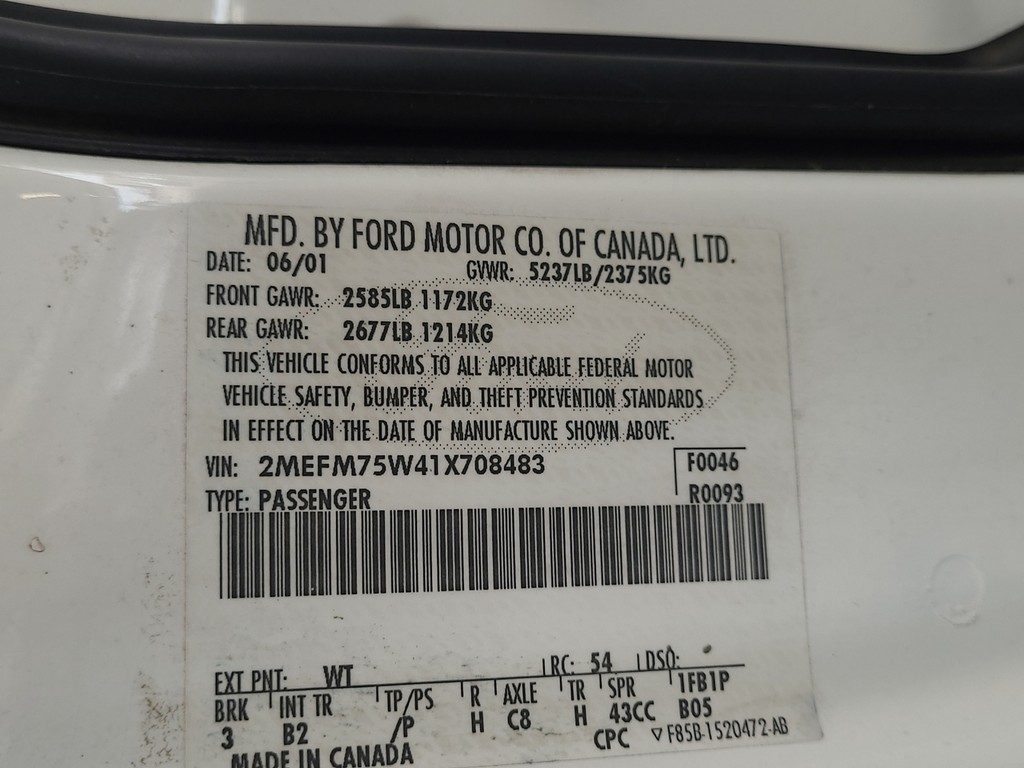 MFD. BY FORD MOTOR CO. OF CANADA, LTD.
DATE: 06/01 GVWR: 5237LB/2375KG
FRONT GAWR: 2585LB 1172KG
REAR GAWR: 2677LB 1214KG
THIS VEHICLE CONFORMS TO ALL APPLICABLE FEDERAL MOTOR
VEHICLE SAFETY, BUMPER, AND THEFT PREVENTION STANDARDS
IN EFFECT ON THE DATE OF MANUFACTURE SHOWN ABOVE.
VIN: 2MEFM75W41X708483 F0046
TYPE: PASSENGER R0093
EXT PNT: WT RC: 54 DSO:
BRK INT TR TP/PS R AXLE TR SPR 1FB1P
3 B2 /P H C8 H 43CC B05
MADE IN CANADA CPC ▽F85B-1520472-AB